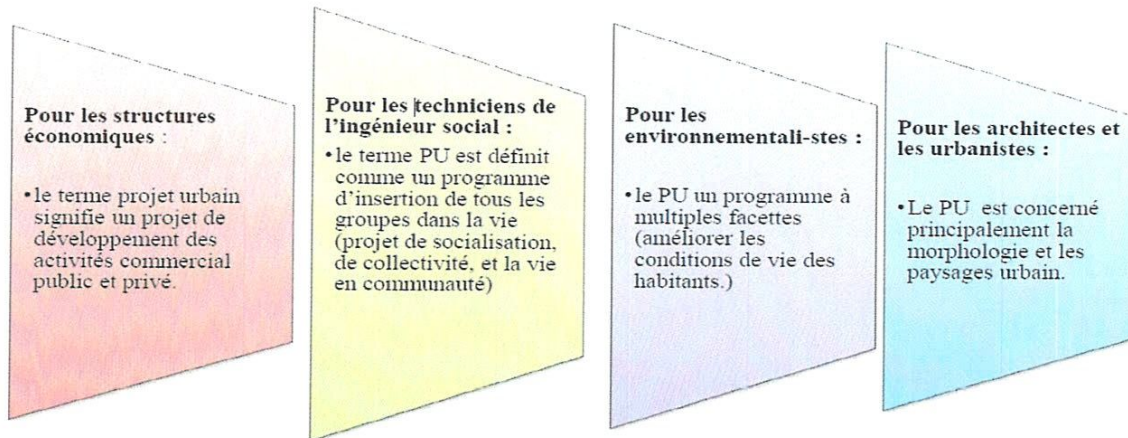 Pour les structures
économiques :
•le terme projet urbain
signifie un projet de
développement des
activités commercial
public et privé.
Pour les techniciens de
l’ingénieur social :
•le terme PU est définit
comme un programme
d’insertion de tous les
groupes dans la vie
(projet de socialisation,
de collectivité, et la vie
en communauté)
Pour les
environnementali-stes :
•le PU un programme à
multiples facettes
(améliorer les
conditions de vie des
habitants.)
Pour les architectes et
les urbanistes :
•Le PU est concerné
principalement la
morphologie et les
paysages urbain.